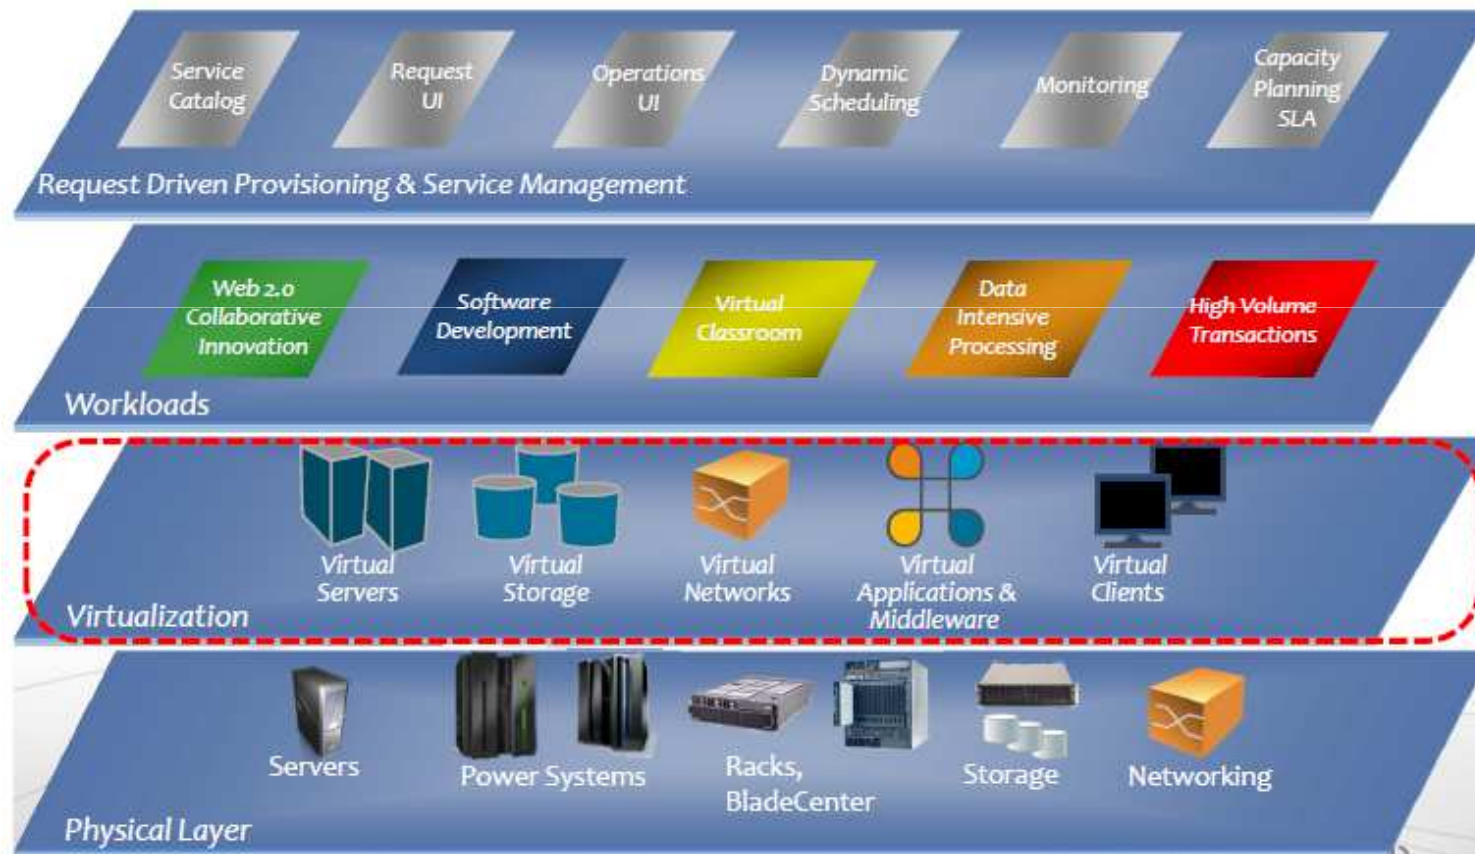 Service
Catalog
Request
UI
Operations
UI
Dynamic
Scheduling
Monitoring
Capacity
Planning
SLA
Request Driven Provisioning & Service Management
Web 2.0
Collaborative
Innovation
Software
Development
Virtual
Classroom
Data
Intensive
Processing
High Volume
Transactions
Workloads
Virtual
Servers
Virtual
Storage
Virtual
Networks
Virtual
Applications &
Middleware
Virtual
Clients
Virtualization
Servers
Power Systems
Racks,
BladeCenter
Storage
Networking
Physical Layer